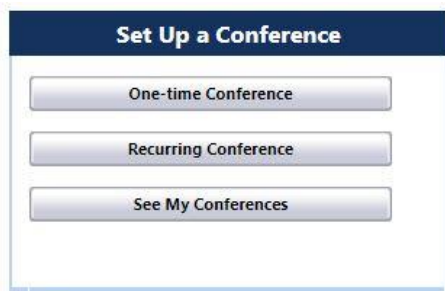 Set Up a Conference
One-time Conference
Recurring Conference
See My Conferences